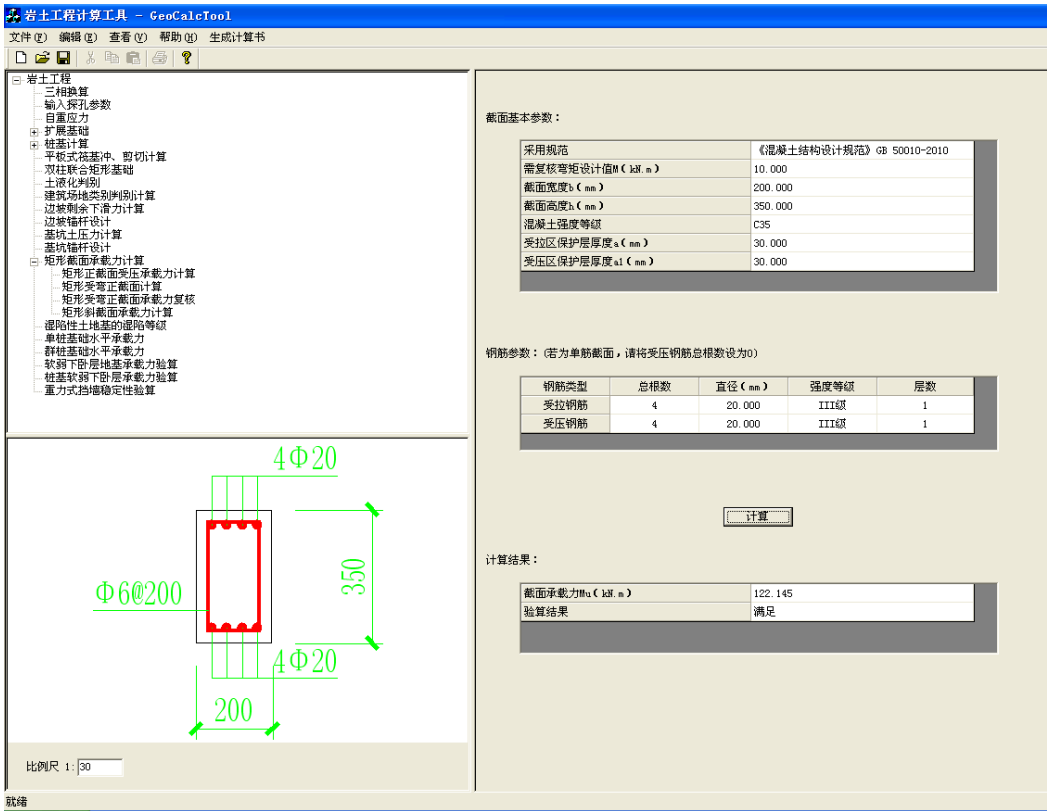 岩土工程计算工具 - GeoCalcTool
文件(F) 编辑(E) 查看(V) 帮助(H) 生成计算书
岩土工程
三相换算
输入探孔参数
自重应力
扩展基础
桩基计算
平板式筏基冲、剪切计算
双柱联合矩形基础
土液化判别
建筑场地类别判别计算
边坡剩余下滑力计算
边坡锚杆设计
基坑土压力计算
基坑锚杆设计
矩形截面承载力计算
矩形正截面受压承载力计算
矩形受弯正截面计算
矩形受弯正截面承载力复核
矩形斜截面承载力计算
湿陷性土地基的湿陷等级
单桩基础水平承载力
群桩基础水平承载力
软弱下卧层地基承载力验算
桩基软弱下卧层承载力验算
重力式挡墙稳定性验算
4Φ20
350
Φ6@200
4Φ20
200
比例尺 1: 30
截面基本参数：
采用规范 《混凝土结构设计规范》GB 50010-2010
需复核弯矩设计值M(kN.m) 10.000
截面宽度b(mm) 200.000
截面高度h(mm) 350.000
混凝土强度等级 C35
受拉区保护层厚度a(mm) 30.000
受压区保护层厚度a1(mm) 30.000
钢筋参数：(若为单筋截面，请将受压钢筋总根数设为0)
钢筋类型 总根数 直径(mm) 强度等级 层数
受拉钢筋 4 20.000 III级 1
受压钢筋 4 20.000 III级 1
计算
计算结果：
截面承载力Mu(kN.m) 122.145
验算结果 满足
就绪